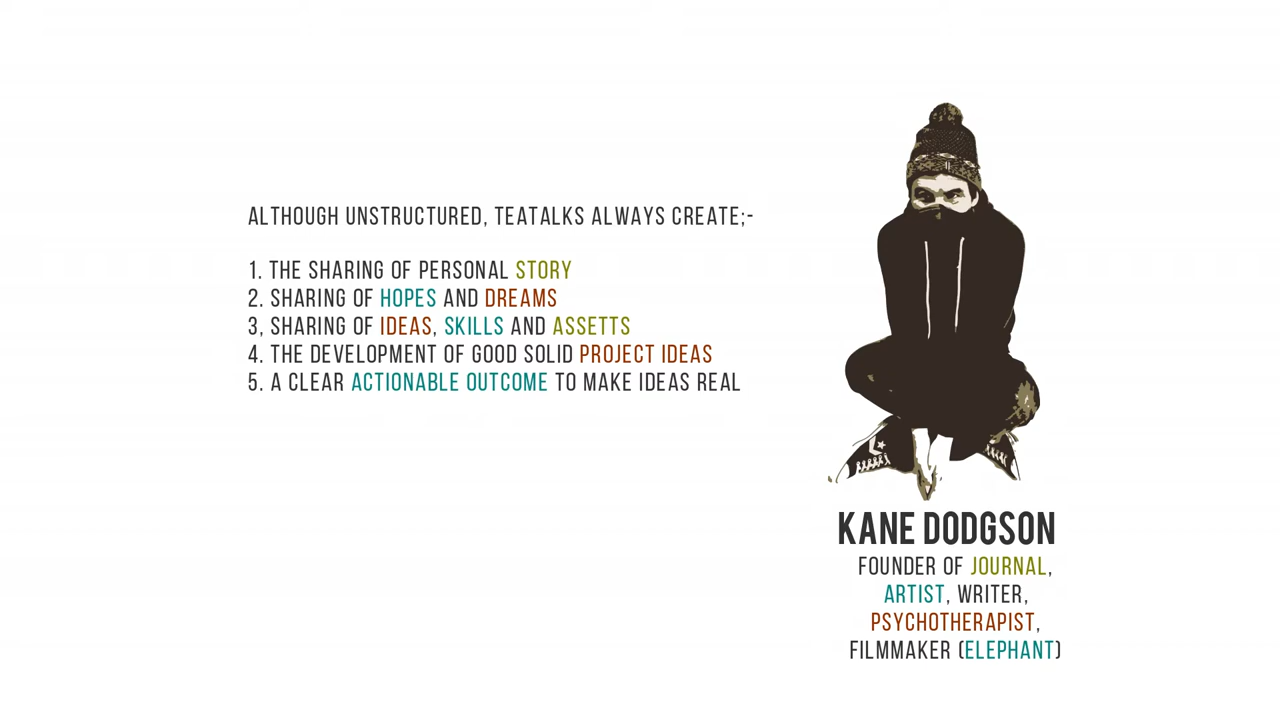 ALTHOUGH UNSTRUCTURED, TEATALKS ALWAYS CREATE;-
1. THE SHARING OF PERSONAL STORY
2. SHARING OF HOPES AND DREAMS
3, SHARING OF IDEAS, SKILLS AND ASSETTS
4. THE DEVELOPMENT OF GOOD SOLID PROJECT IDEAS
5. A CLEAR ACTIONABLE OUTCOME TO MAKE IDEAS REAL
KANE DODGSON
FOUNDER OF JOURNAL,
ARTIST, WRITER,
PSYCHOTHERAPIST,
FILMMAKER (ELEPHANT)